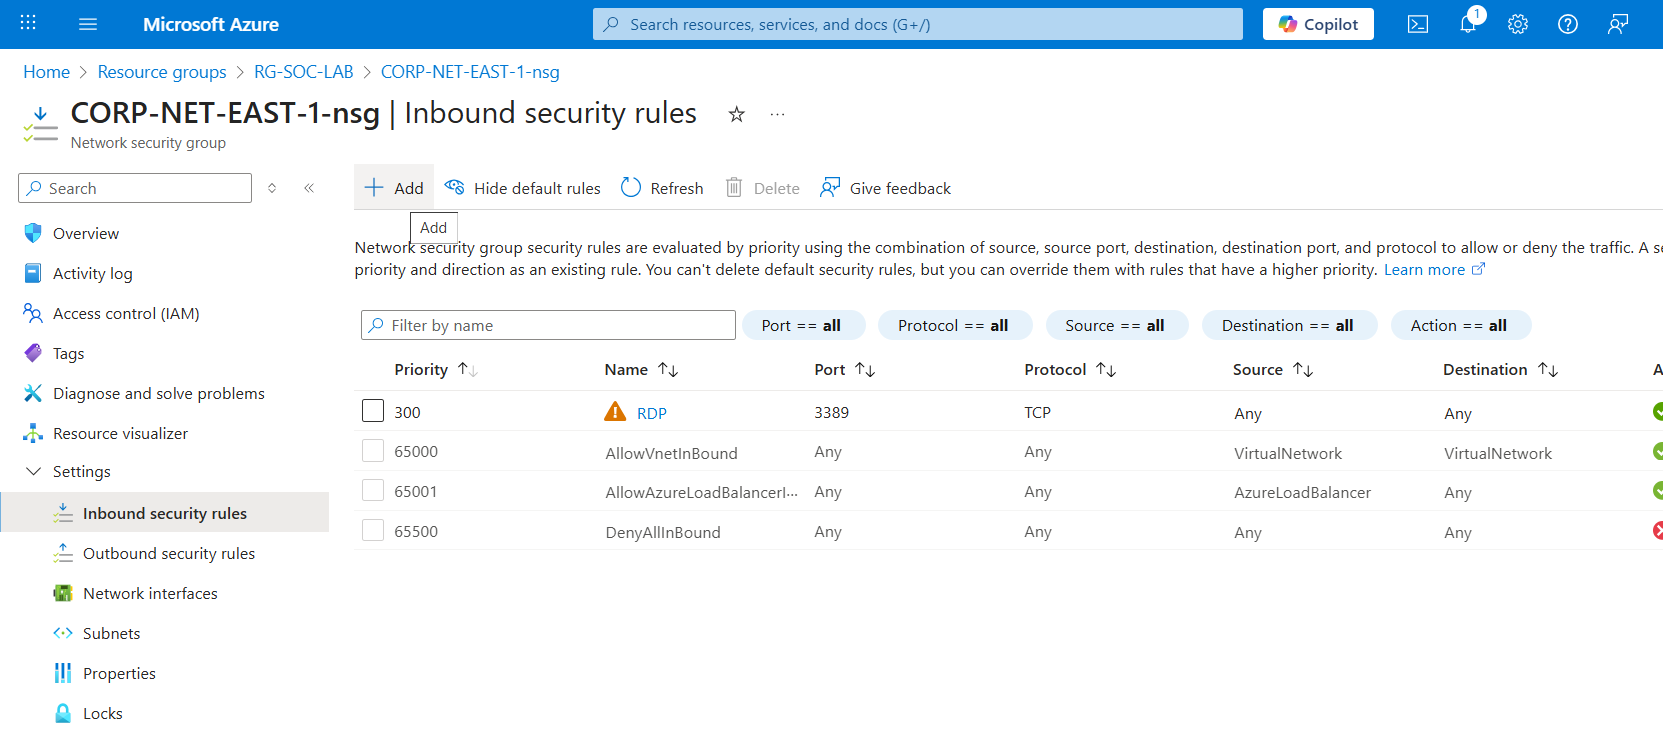 Microsoft Azure
Search resources, services, and docs (G+/)
Copilot
1
Home > Resource groups > RG-SOC-LAB > CORP-NET-EAST-1-nsg
CORP-NET-EAST-1-nsg | Inbound security rules
Network security group
Search
Overview
Activity log
Access control (IAM)
Tags
Diagnose and solve problems
Resource visualizer
Settings
Inbound security rules
Outbound security rules
Network interfaces
Subnets
Properties
Locks
Add Hide default rules Refresh Delete Give feedback
Add
Network security group security rules are evaluated by priority using the combination of source, source port, destination, destination port, and protocol to allow or deny the traffic. A
priority and direction as an existing rule. You can't delete default security rules, but you can override them with rules that have a higher priority. Learn more
Filter by name
Port == all Protocol == all Source == all Destination == all Action == all
Priority Name Port Protocol Source Destination
300 RDP 3389 TCP Any Any
65000 AllowVnetInBound Any Any VirtualNetwork VirtualNetwork
65001 AllowAzureLoadBalancerI... Any Any AzureLoadBalancer Any
65500 DenyAllInBound Any Any Any Any